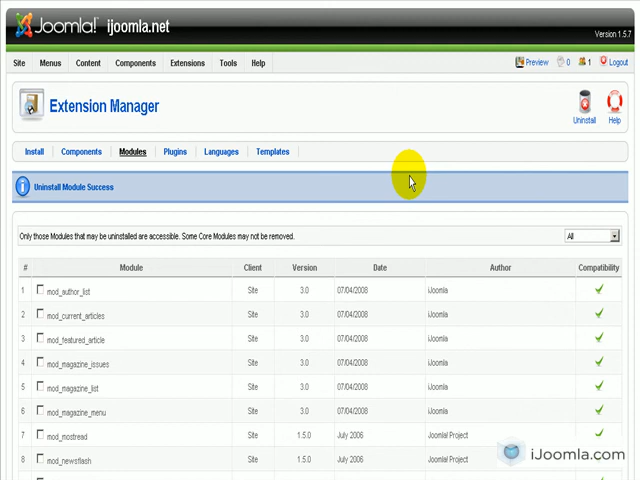 Joomla! ijoomla.net
Version 1.5.7
Site Menus Content Components Extensions Tools Help Preview 0 1 Logout
Extension Manager Uninstall Help
Install Components Modules Plugins Languages Templates
Uninstall Module Success
Only those Modules that may be uninstalled are accessible. Some Core Modules may not be removed. All
# Module Client Version Date Author Compatibility
1 mod_author_list Site 3.0 07/04/2008 iJoomla
2 mod_current_articles Site 3.0 07/04/2008 iJoomla
3 mod_featured_article Site 3.0 07/04/2008 iJoomla
4 mod_magazine_issues Site 3.0 07/04/2008 iJoomla
5 mod_magazine_list Site 3.0 07/04/2008 iJoomla
6 mod_magazine_menu Site 3.0 07/04/2008 iJoomla
7 mod_mostread Site 1.5.0 July 2006 Joomla! Project
8 mod_newsflash Site 1.5.0 July 2006 Joomla! Project
iJoomla.com